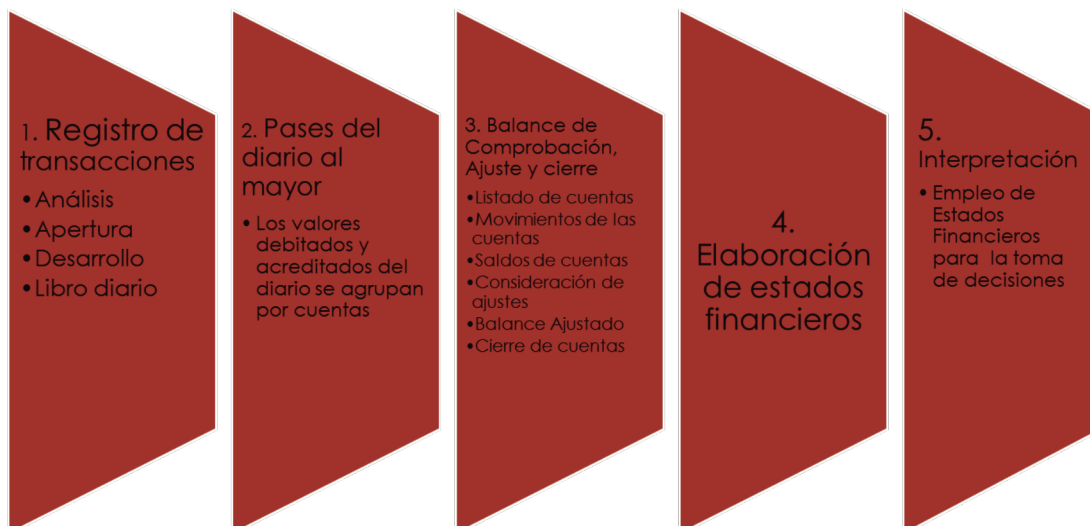 1. Registro de
transacciones
•Análisis
•Apertura
•Desarrollo
•Libro diario
2. Pases del
diario al
mayor
• Los valores
debitados y
acreditados del
diario se agrupan
por cuentas
3. Balance de
Comprobación,
Ajuste y cierre
•Listado de cuentas
•Movimientos de las
cuentas
•Saldos de cuentas
•Consideración de
ajustes
•Balance Ajustado
•Cierre de cuentas
4.
Elaboración
de estados
financieros
5.
Interpretación
• Empleo de
Estados
Financieros
para la toma
de decisiones